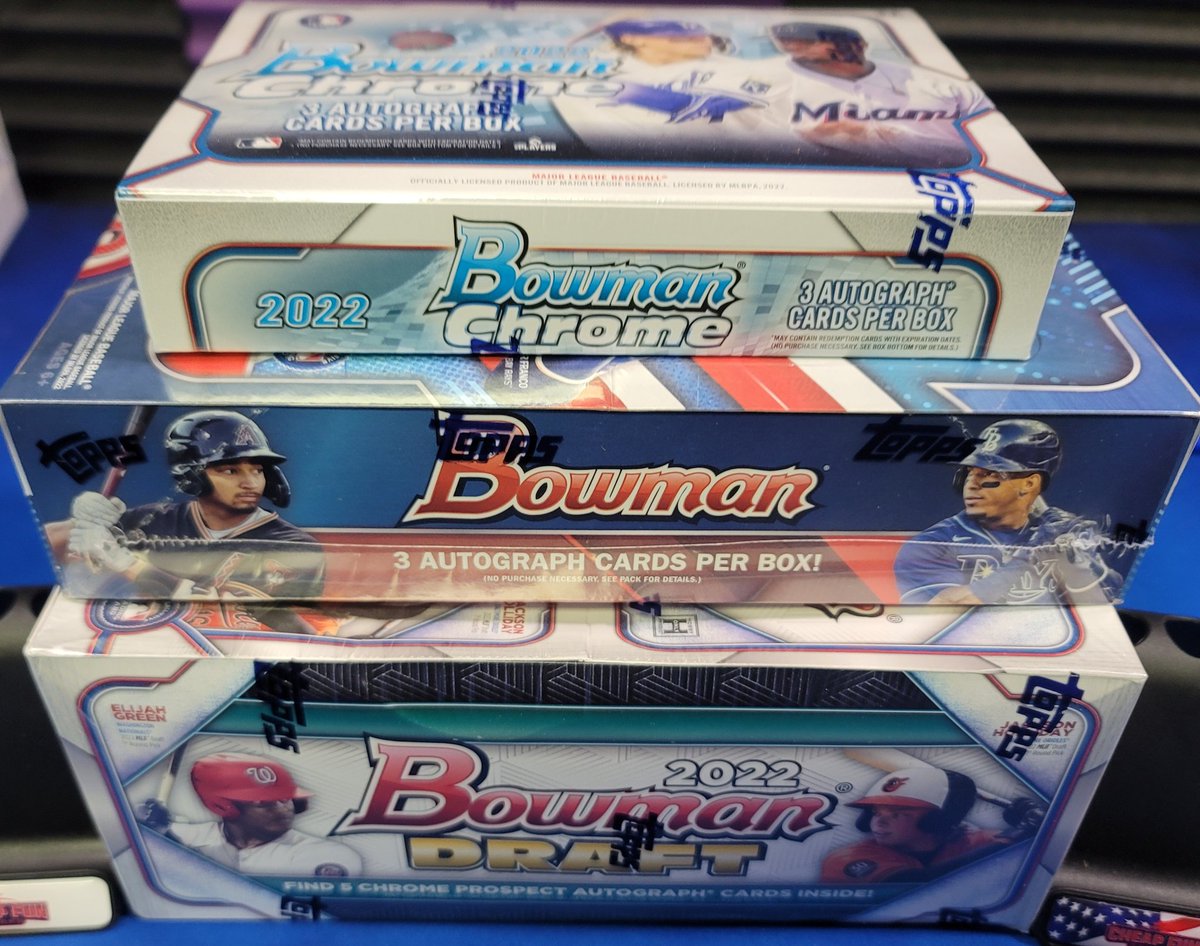 Bowman
Chrome
3 AUTOGRAPH
CARDS PER BOX
Miami
MAJOR LEAGUE BASEBALL®
OFFICIALLY LICENSED PRODUCT OF MAJOR LEAGUE BASEBALL. LICENSED BY MLBPA, 2022.
Topps
2022
Bowman®
Chrome
3 AUTOGRAPH*
CARDS PER BOX
*MAY CONTAIN REDEMPTION CARDS WITH EXPIRATION DATES.
(NO PURCHASE NECESSARY. SEE BOX BOTTOM FOR DETAILS.)
Topps
Topps
Topps
Bowman
3 AUTOGRAPH CARDS PER BOX!
(NO PURCHASE NECESSARY. SEE PACK FOR DETAILS.)
JACKSON
HOLLIDAY
ELIJAH
GREEN
Topps
Topps
W
2022
Bowman®
DRAFT
Topps
FIND 5 CHROME PROSPECT AUTOGRAPH* CARDS INSIDE!